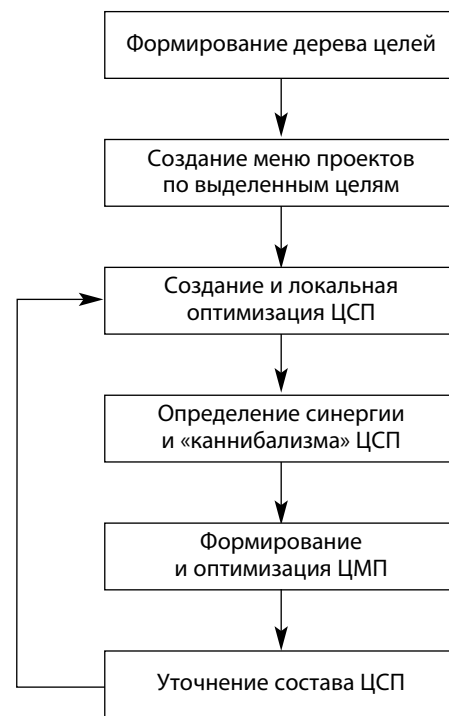 Формирование дерева целей
Создание меню проектов
по выделенным целям
Создание и локальная
оптимизация ЦСП
Определение синергии
и «каннибализма» ЦСП
Формирование
и оптимизация ЦМП
Уточнение состава ЦСП